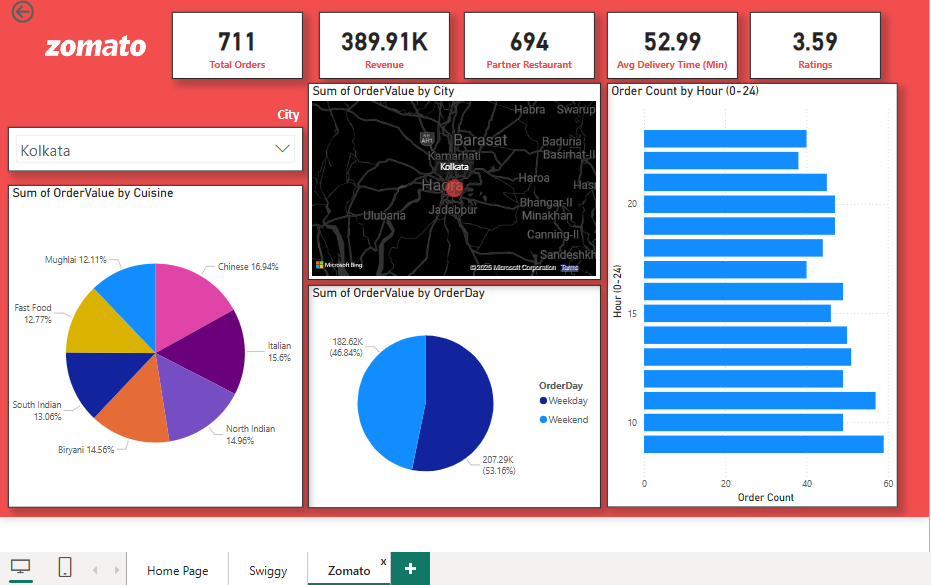 zomato
711
Total Orders
389.91K
Revenue
694
Partner Restaurant
52.99
Avg Delivery Time (Min)
3.59
Ratings
City
Kolkata
Sum of OrderValue by Cuisine
Mughlai 12.11%
Chinese 16.94%
Fast Food
12.77%
Italian
15.6%
South Indian
13.06%
North Indian
14.96%
Biryani 14.56%
Sum of OrderValue by City
Habra
Swarup
AH1
Barasat
Baduria
Kamarhati
Basirhat-II
Kolkata
Haora
Haroa
Has
Bhangar-II
Jadabpur
Minakhan
Ulubaria
Canning-II
Sandeshkh
Microsoft Bing
©2025 Microsoft Corporation Terms
Sum of OrderValue by OrderDay
182.62K
(46.84%)
207.29K
(53.16%)
OrderDay
Weekday
Weekend
Order Count by Hour (0-24)
Hour (0-24)
20
15
10
0 20 40 60
Order Count
Home Page
Swiggy
Zomato
x
+